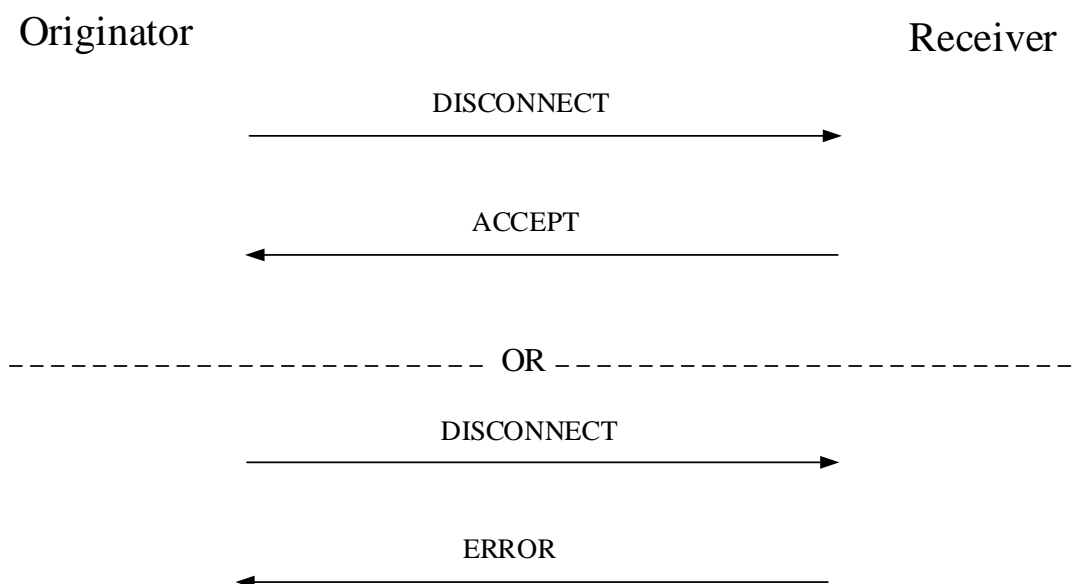 Originator
Receiver
DISCONNECT
ACCEPT
OR
DISCONNECT
ERROR